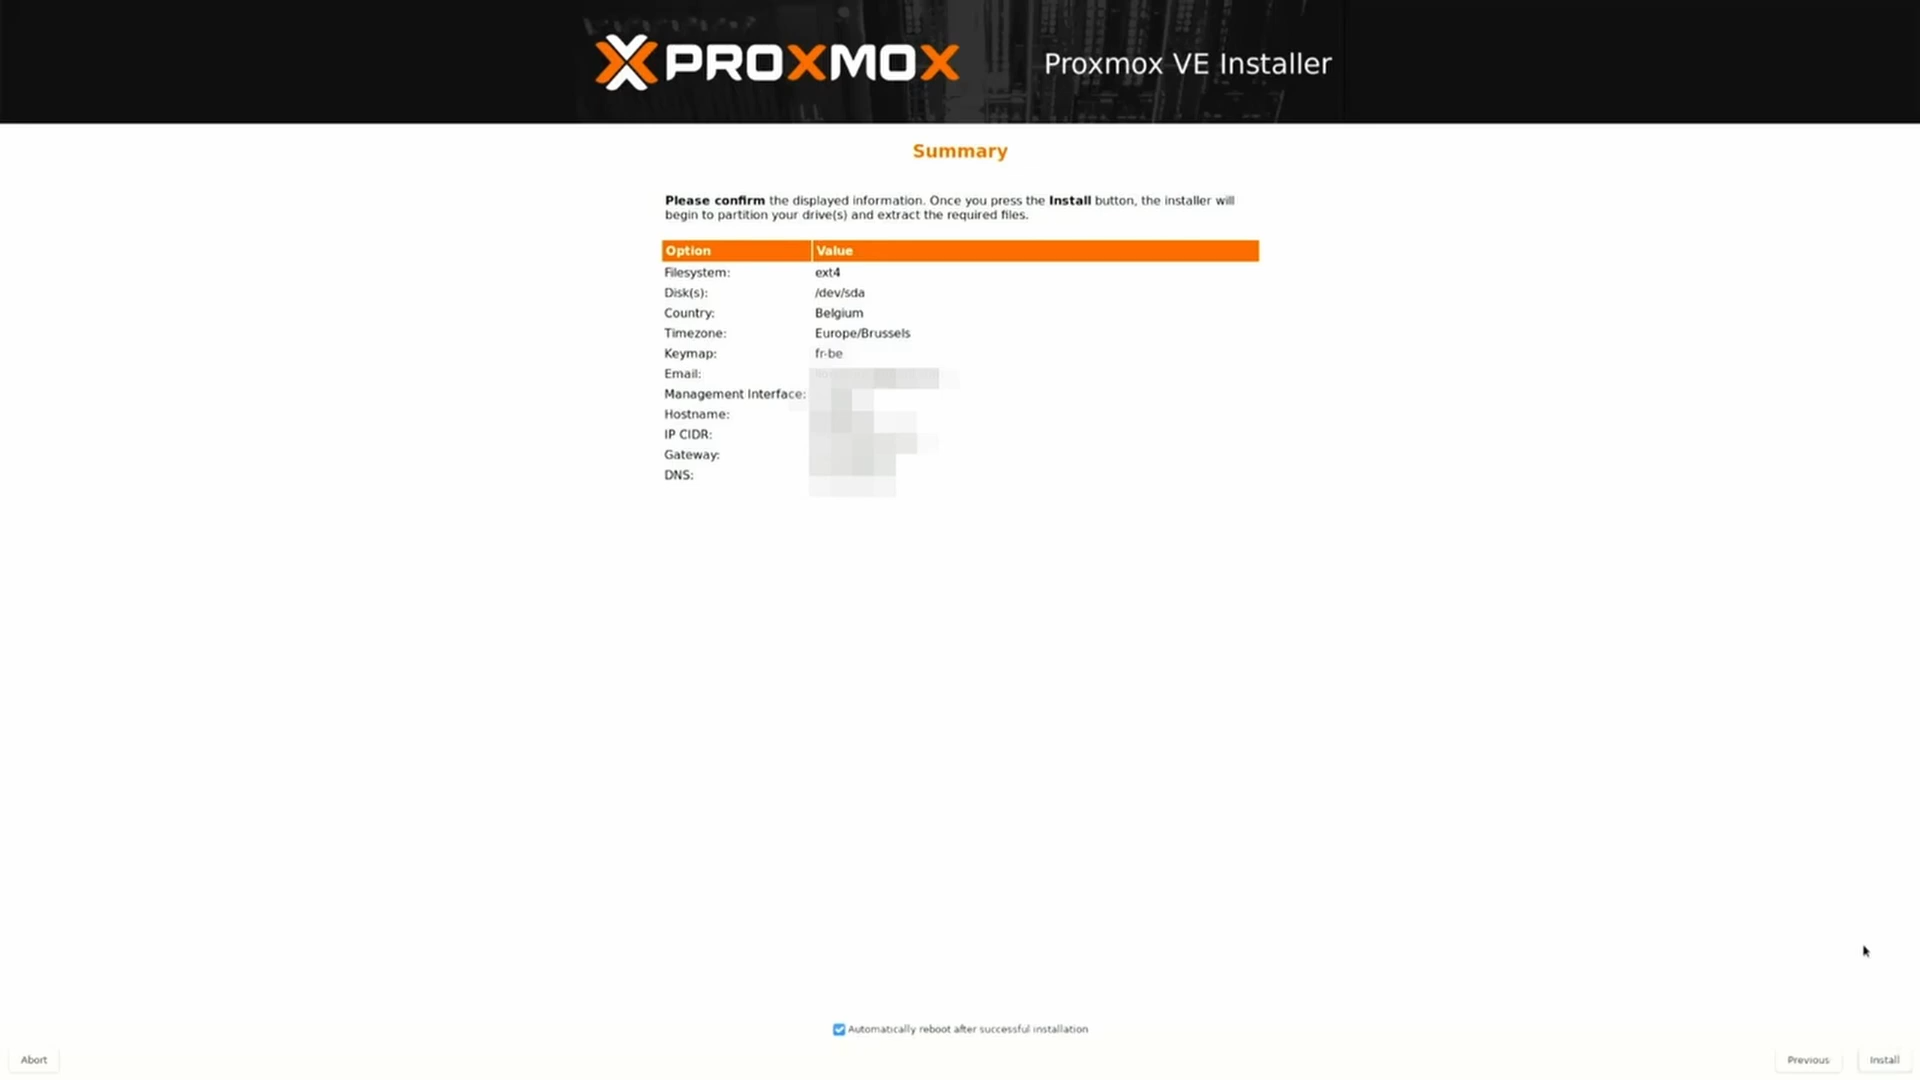 PROXMOX
Proxmox VE Installer
Summary
Please confirm the displayed information. Once you press the Install button, the installer will
begin to partition your drive(s) and extract the required files.
Option Value
Filesystem: ext4
Disk(s): /dev/sda
Country: Belgium
Timezone: Europe/Brussels
Keymap: fr-be
Email:
Management Interface:
Hostname:
IP CIDR:
Gateway:
DNS:
Automatically reboot after successful installation
Abort
Previous
Install